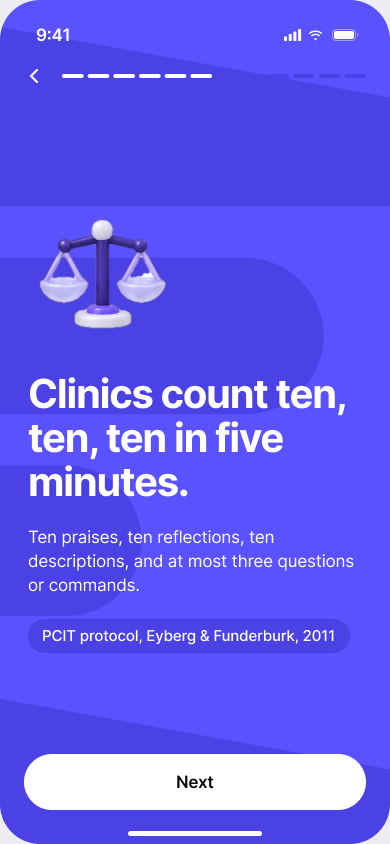 9:41
Clinics count ten,
ten, ten in five
minutes.
Ten praises, ten reflections, ten
descriptions, and at most three questions
or commands.
PCIT protocol, Eyberg & Funderburk, 2011
Next